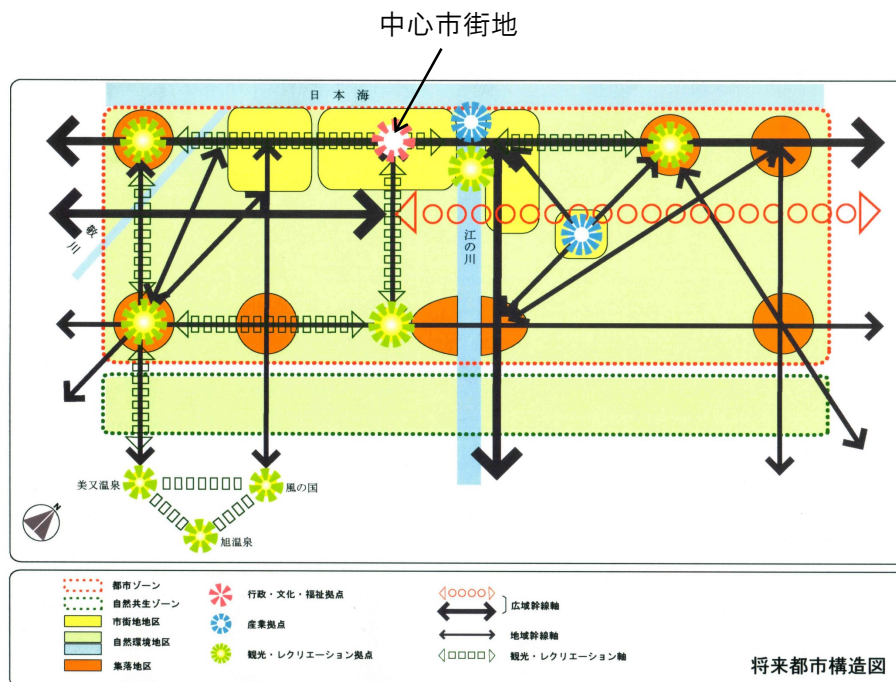 中心市街地
日本海
敬川
江の川
美又温泉
風の国
旭温泉
N
都市ゾーン
自然共生ゾーン
市街地地区
自然環境地区
集落地区
行政・文化・福祉拠点
産業拠点
観光・レクリエーション拠点
広域幹線軸
地域幹線軸
観光・レクリエーション軸
将来都市構造図